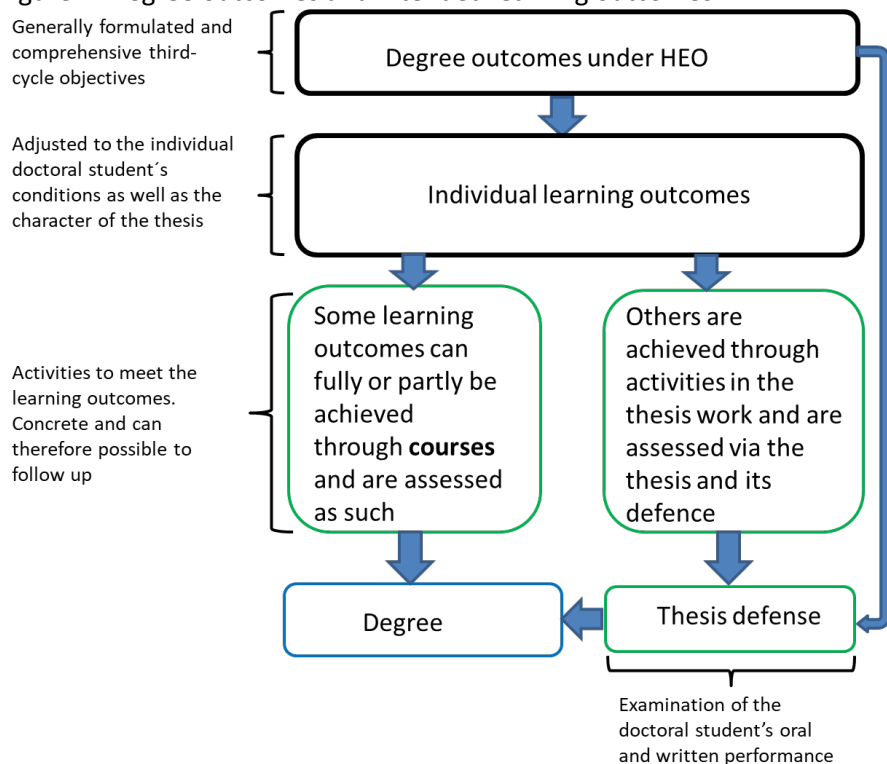 Generally formulated and
comprehensive third-
cycle objectives
Degree outcomes under HEO
Adjusted to the individual
doctoral student´s
conditions as well as the
character of the thesis
Individual learning outcomes
Activities to meet the
learning outcomes.
Concrete and can
therefore possible to
follow up
Some learning
outcomes can
fully or partly be
achieved
through courses
and are assessed
as such
Others are
achieved through
activities in the
thesis work and are
assessed via the
thesis and its
defence
Degree
Thesis defense
Examination of the
doctoral student’s oral
and written performance